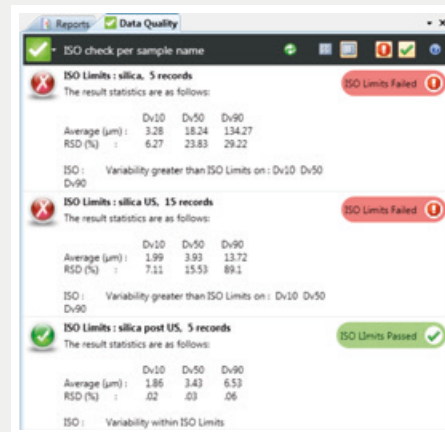 Reports Data Quality
ISO check per sample name
ISO Limits : silica, 5 records
ISO Limits Failed
The result statistics are as follows:
Dv10 Dv50 Dv90
Average (µm) : 3.28 18.24 134.27
RSD (%) : 6.27 23.83 29.22
ISO : Variability greater than ISO Limits on : Dv10 Dv50
Dv90
ISO Limits : silica US, 15 records
ISO Limits Failed
The result statistics are as follows:
Dv10 Dv50 Dv90
Average (µm) : 1.99 3.93 13.72
RSD (%) : 7.11 15.53 89.1
ISO : Variability greater than ISO Limits on : Dv10 Dv50
Dv90
ISO Limits : silica post US, 5 records
ISO LImits Passed
The result statistics are as follows:
Dv10 Dv50 Dv90
Average (µm) : 1.86 3.43 6.53
RSD (%) : .02 .03 .06
ISO : Variability within ISO Limits